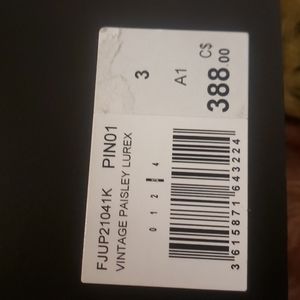 FJUP21041K PIN01
VINTAGE PAISLEY LUREX
3
A1
C$
388.00
0 1 2 4
3 615871 643224